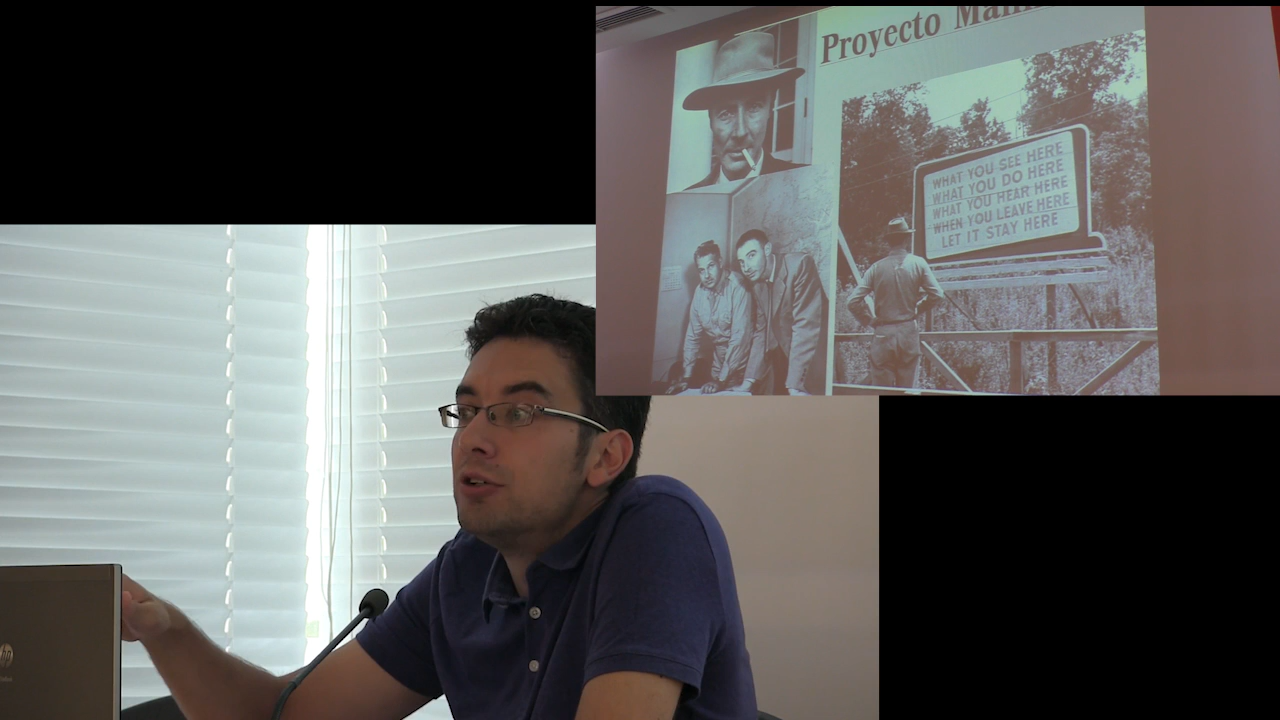 Proyecto
WHAT YOU SEE HERE
WHAT YOU DO HERE
WHAT YOU HEAR HERE
WHEN YOU LEAVE HERE
LET IT STAY HERE
hp